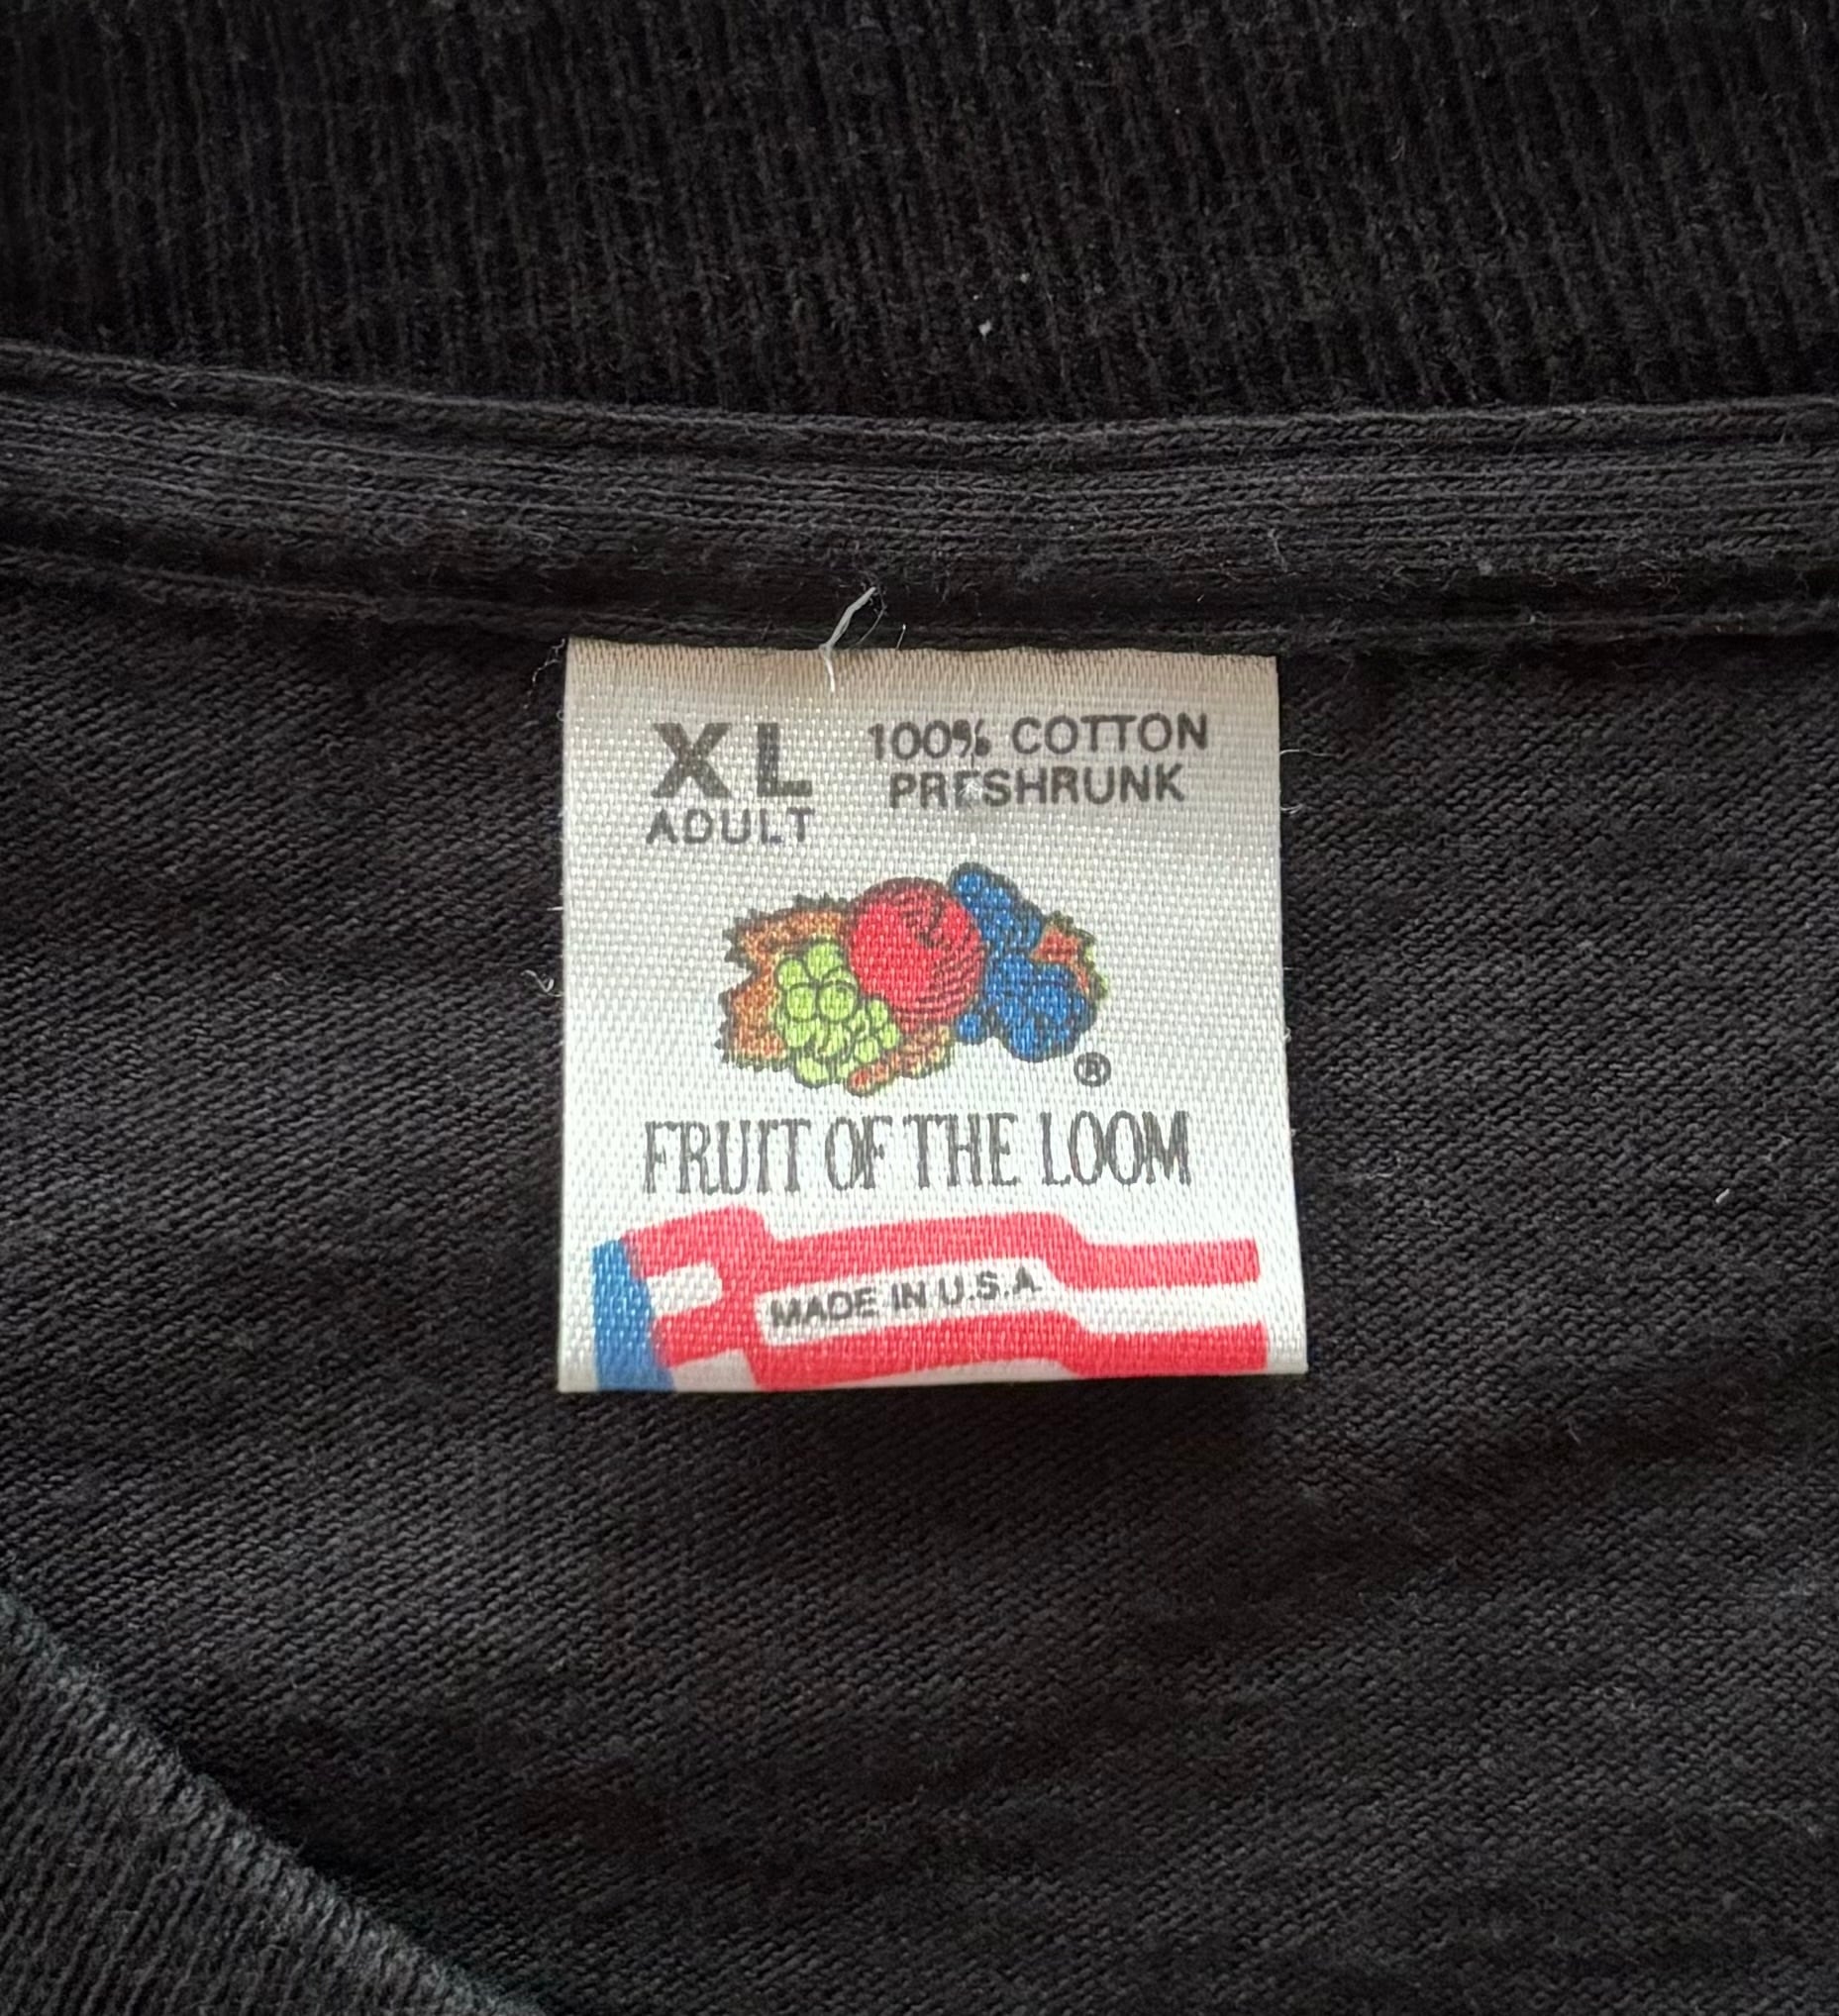 XL
ADULT
100% COTTON
PRESHRUNK
®
FRUIT OF THE LOOM
MADE IN U.S.A.